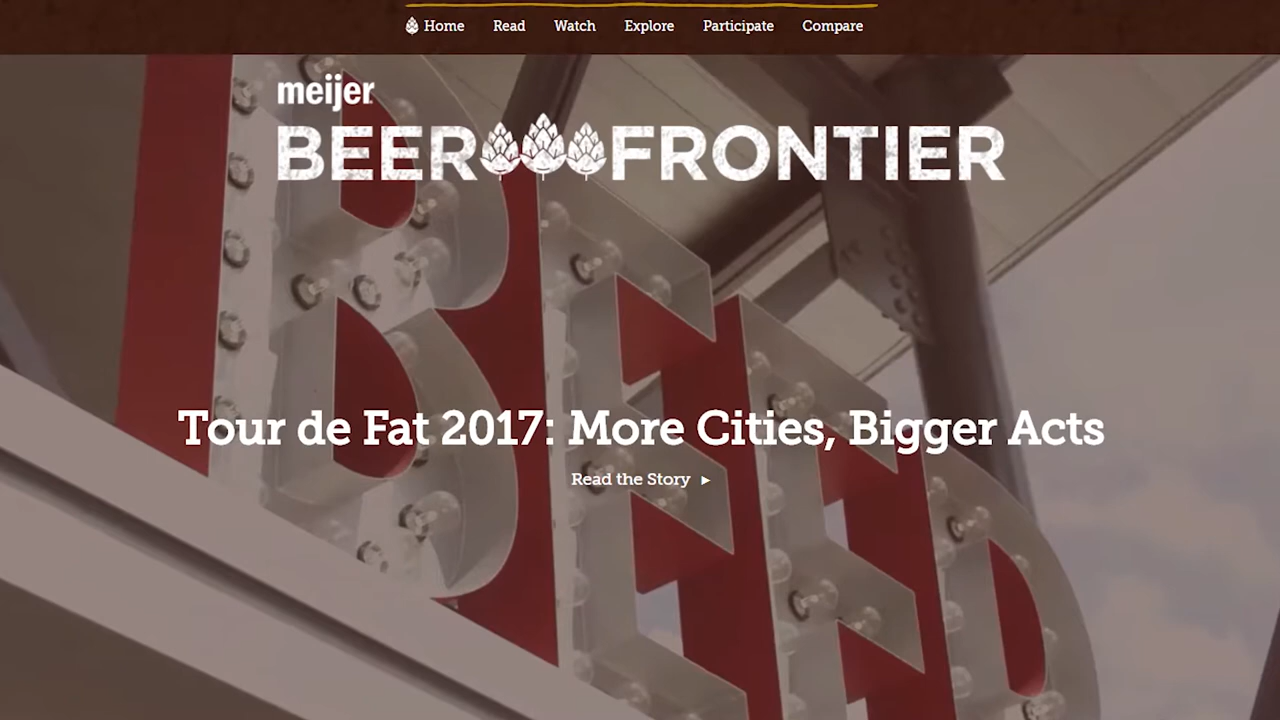 Home Read Watch Explore Participate Compare
meijer
BEER FRONTIER
Tour de Fat 2017: More Cities, Bigger Acts
Read the Story ►
BEER